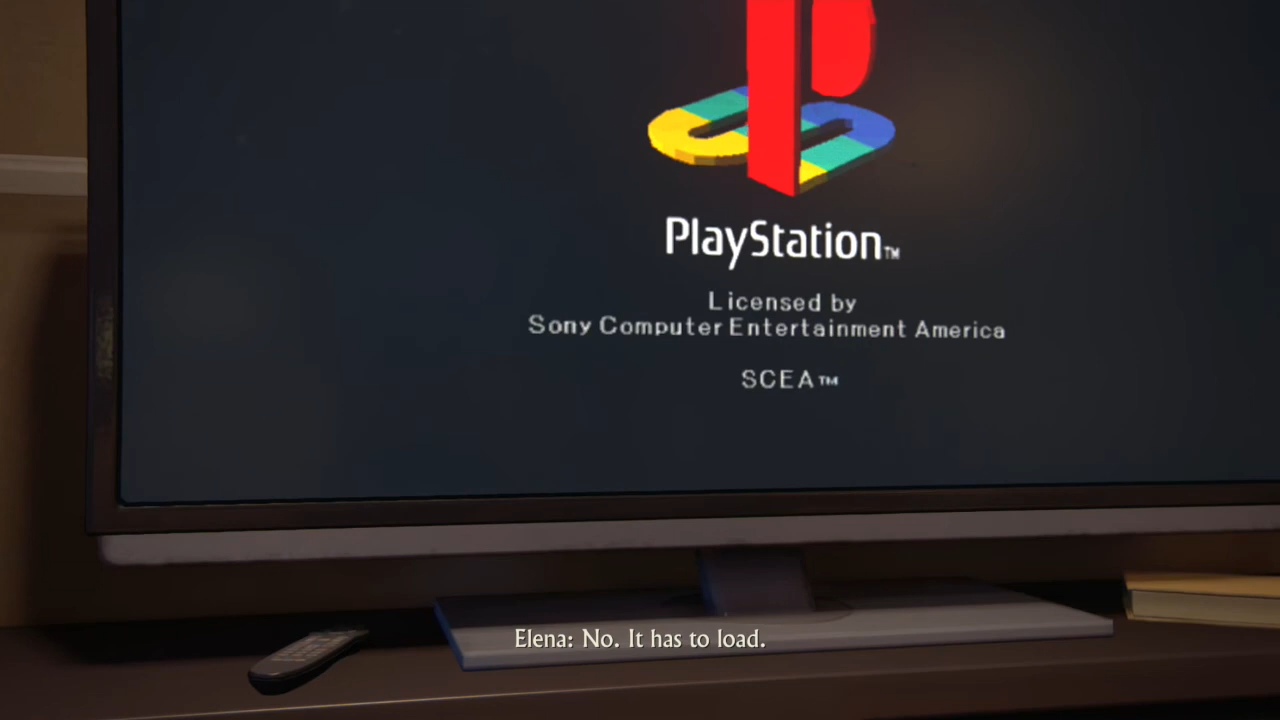 PlayStation™
Licensed by
Sony Computer Entertainment America
SCEA™
Elena: No. It has to load.